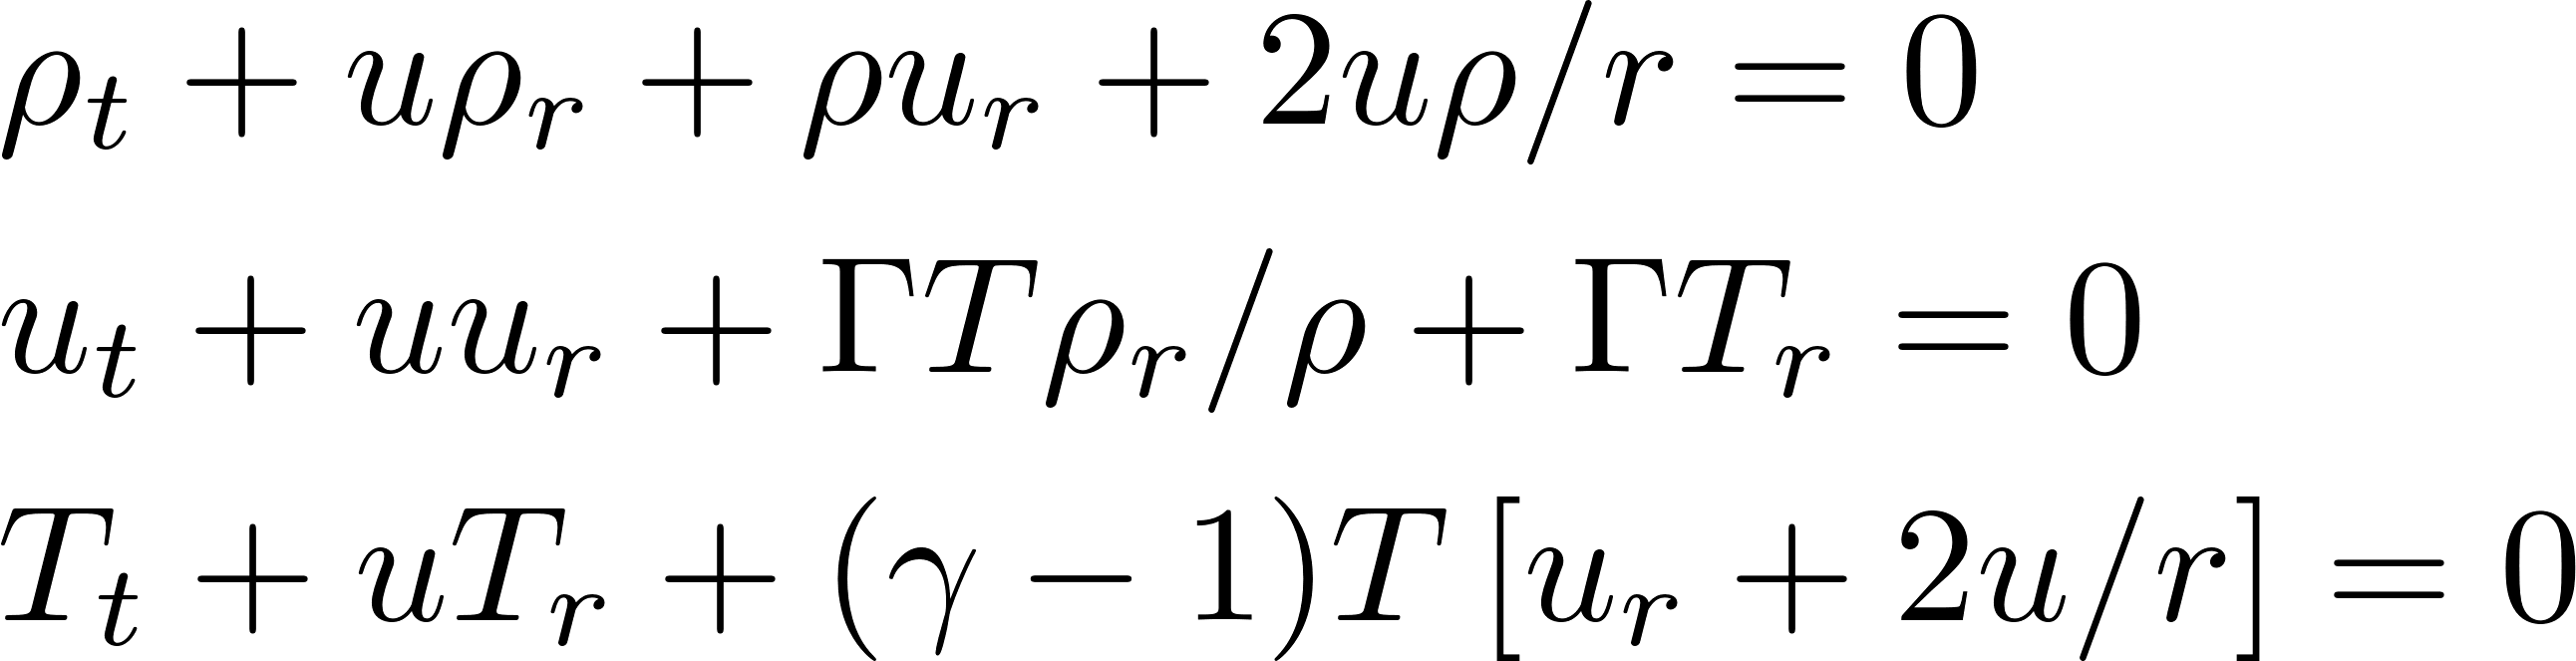 ρ_t + uρ_r + ρu_r + 2uρ/r = 0
u_t + uu_r + ΓTρ_r/ρ + ΓT_r = 0
T_t + uT_r + (γ − 1)T [u_r + 2u/r] = 0